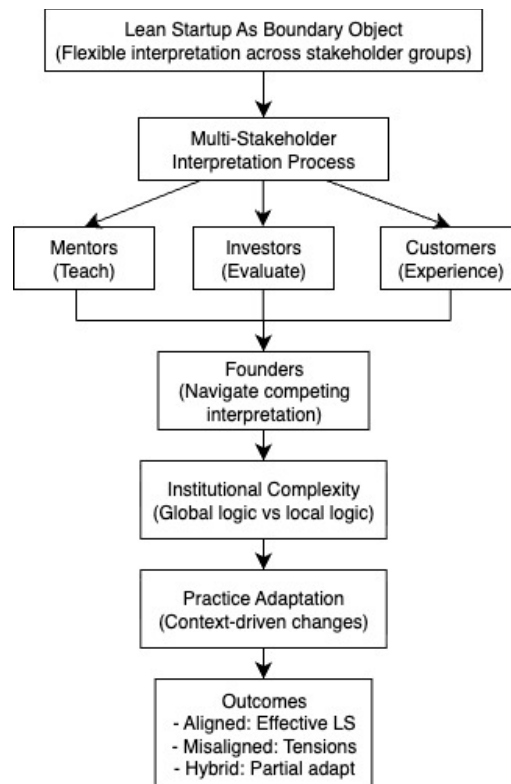 Lean Startup As Boundary Object
(Flexible interpretation across stakeholder groups)
Multi-Stakeholder
Interpretation Process
Mentors
(Teach)
Investors
(Evaluate)
Customers
(Experience)
Founders
(Navigate competing
interpretation)
Institutional Complexity
(Global logic vs local logic)
Practice Adaptation
(Context-driven changes)
Outcomes
- Aligned: Effective LS
- Misaligned: Tensions
- Hybrid: Partial adapt